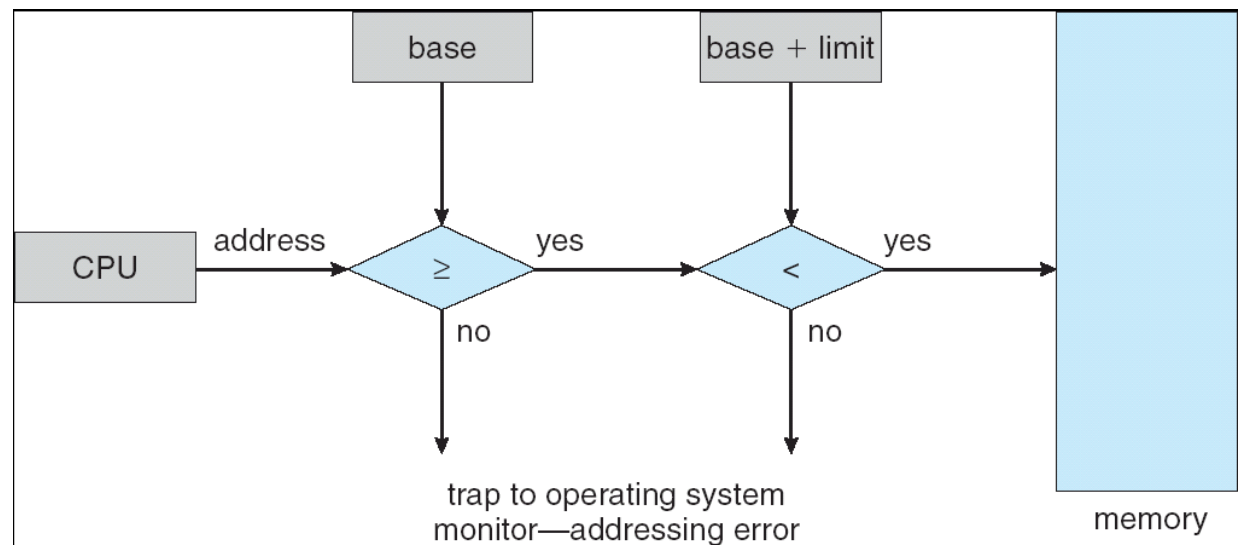 base
base + limit
address
yes
yes
CPU
≥
<
no
no
trap to operating system
monitor—addressing error
memory